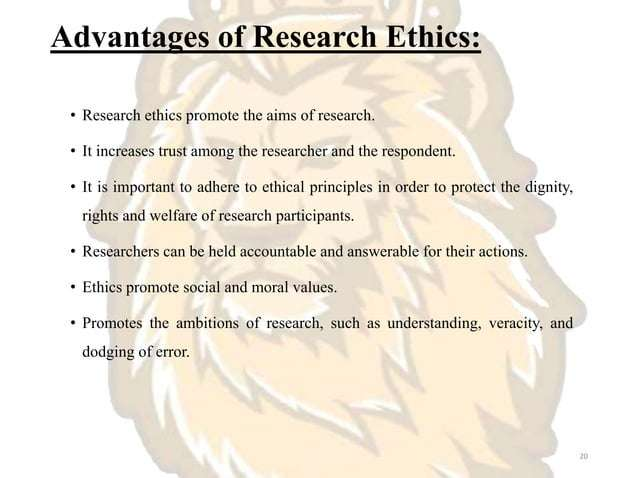 Advantages of Research Ethics:
• Research ethics promote the aims of research.
• It increases trust among the researcher and the respondent.
• It is important to adhere to ethical principles in order to protect the dignity,
rights and welfare of research participants.
• Researchers can be held accountable and answerable for their actions.
• Ethics promote social and moral values.
• Promotes the ambitions of research, such as understanding, veracity, and
dodging of error.
20